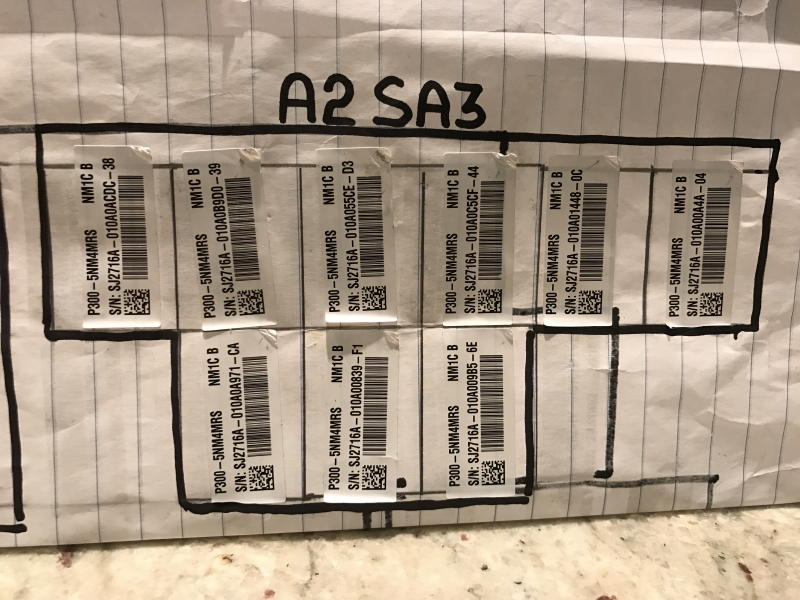 A2 SA3
P300-5NM4MRS NM1C B
S/N: SJ2716A-010A0ACDC-38
P300-5NM4MRS NM1C B
S/N: SJ2716A-010A0B9D0-39
P300-5NM4MRS NM1C B
S/N: SJ2716A-010A055CE-D3
P300-5NM4MRS NM1C B
S/N: SJ2716A-010A0C5CF-44
P300-5NM4MRS NM1C B
S/N: SJ2716A-010A01448-0C
P300-5NM4MRS NM1C B
S/N: SJ2716A-010A00A4A-04
P300-5NM4MRS NM1C B
S/N: SJ2716A-010A0A971-CA
P300-5NM4MRS NM1C B
S/N: SJ2716A-010A00839-F1
P300-5NM4MRS NM1C B
S/N: SJ2716A-010A009B5-6E